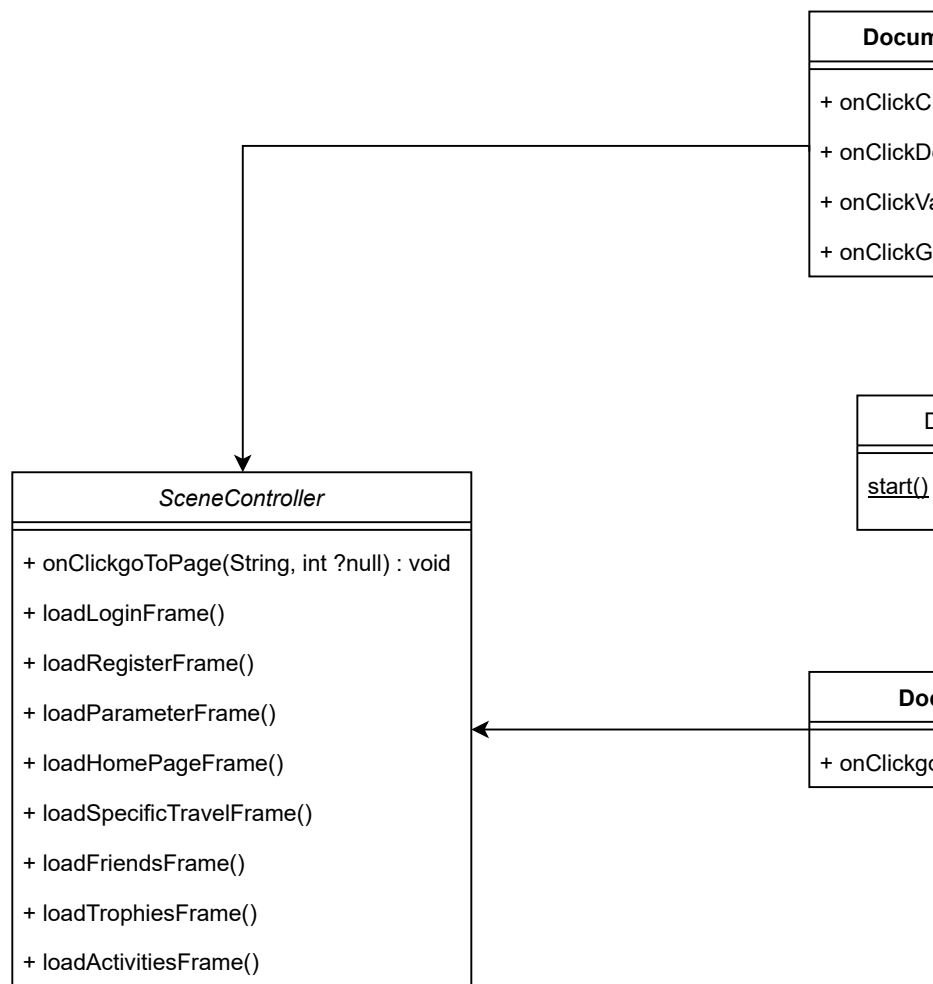 Docum
+ onClickC
+ onClickD
+ onClickVa
+ onClickG
D
start()
SceneController
+ onClickgoToPage(String, int ?null) : void
+ loadLoginFrame()
+ loadRegisterFrame()
+ loadParameterFrame()
+ loadHomePageFrame()
+ loadSpecificTravelFrame()
+ loadFriendsFrame()
+ loadTrophiesFrame()
+ loadActivitiesFrame()
Doc
+ onClickgo